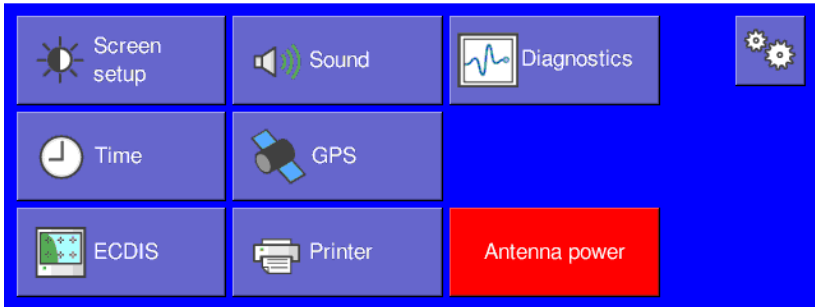 Screen
setup
Sound
Diagnostics
Time
GPS
ECDIS
Printer
Antenna power